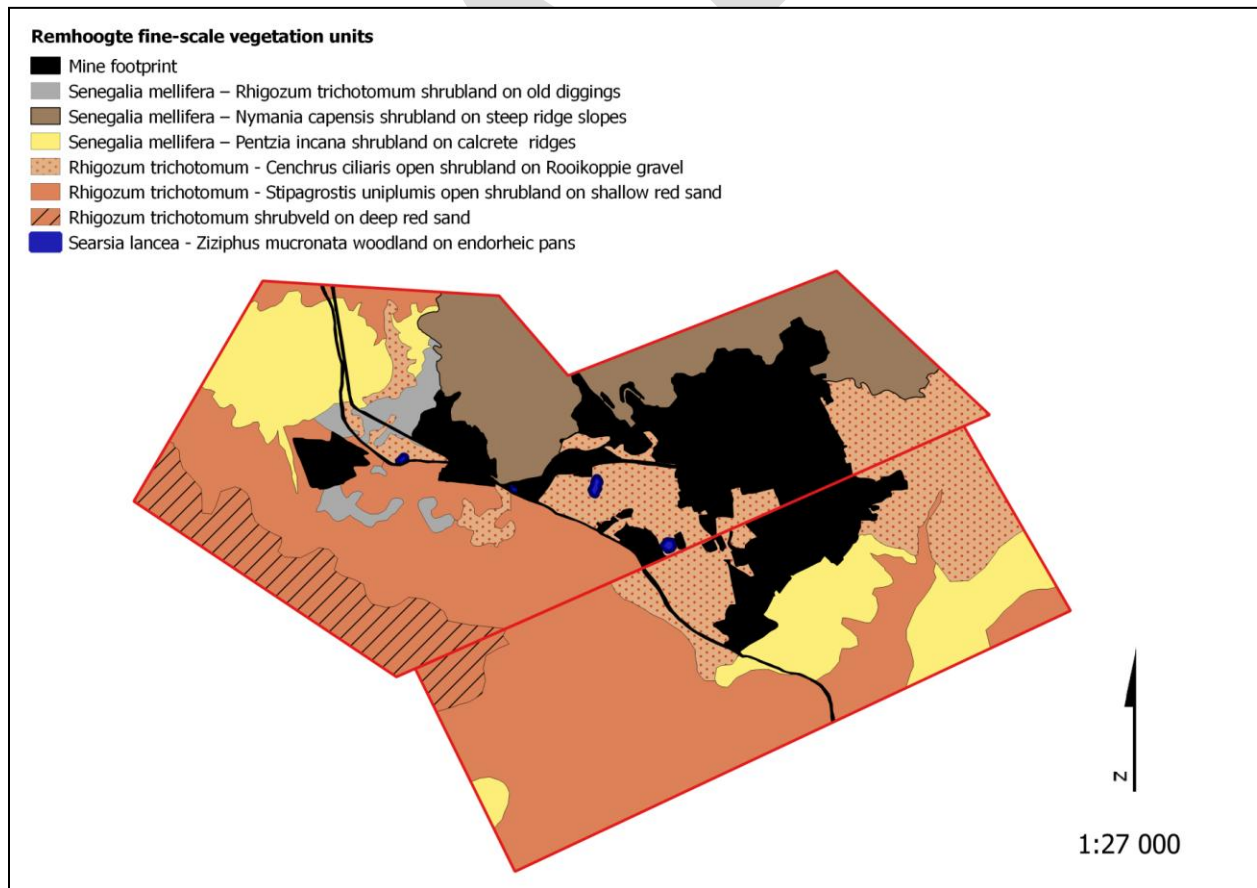 Remhoogte fine-scale vegetation units
Mine footprint
Senegalia mellifera – Rhigozum trichotomum shrubland on old diggings
Senegalia mellifera – Nymania capensis shrubland on steep ridge slopes
Senegalia mellifera – Pentzia incana shrubland on calcrete ridges
Rhigozum trichotomum - Cenchrus ciliaris open shrubland on Rooikoppie gravel
Rhigozum trichotomum - Stipagrostis uniplumis open shrubland on shallow red sand
Rhigozum trichotomum shrubveld on deep red sand
Searsia lancea - Ziziphus mucronata woodland on endorheic pans
N
1:27 000